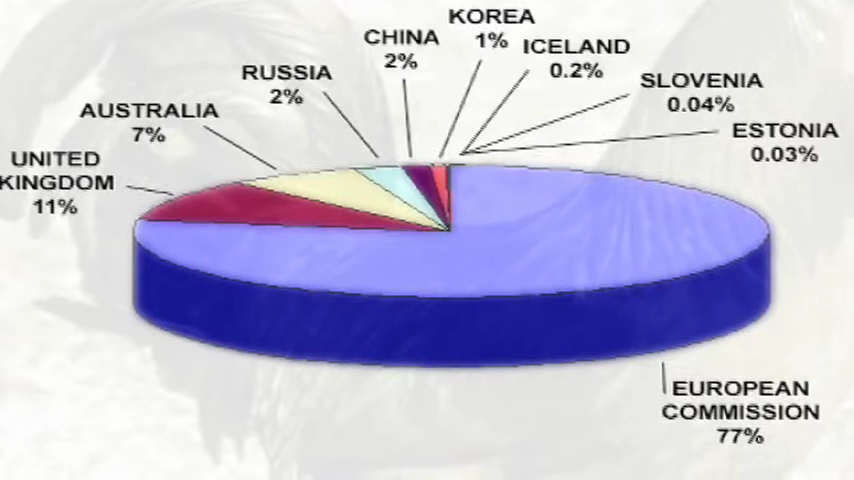 KOREA
1%
CHINA
2%
ICELAND
0.2%
RUSSIA
2%
SLOVENIA
0.04%
AUSTRALIA
7%
ESTONIA
0.03%
UNITED
KINGDOM
11%
EUROPEAN
COMMISSION
77%